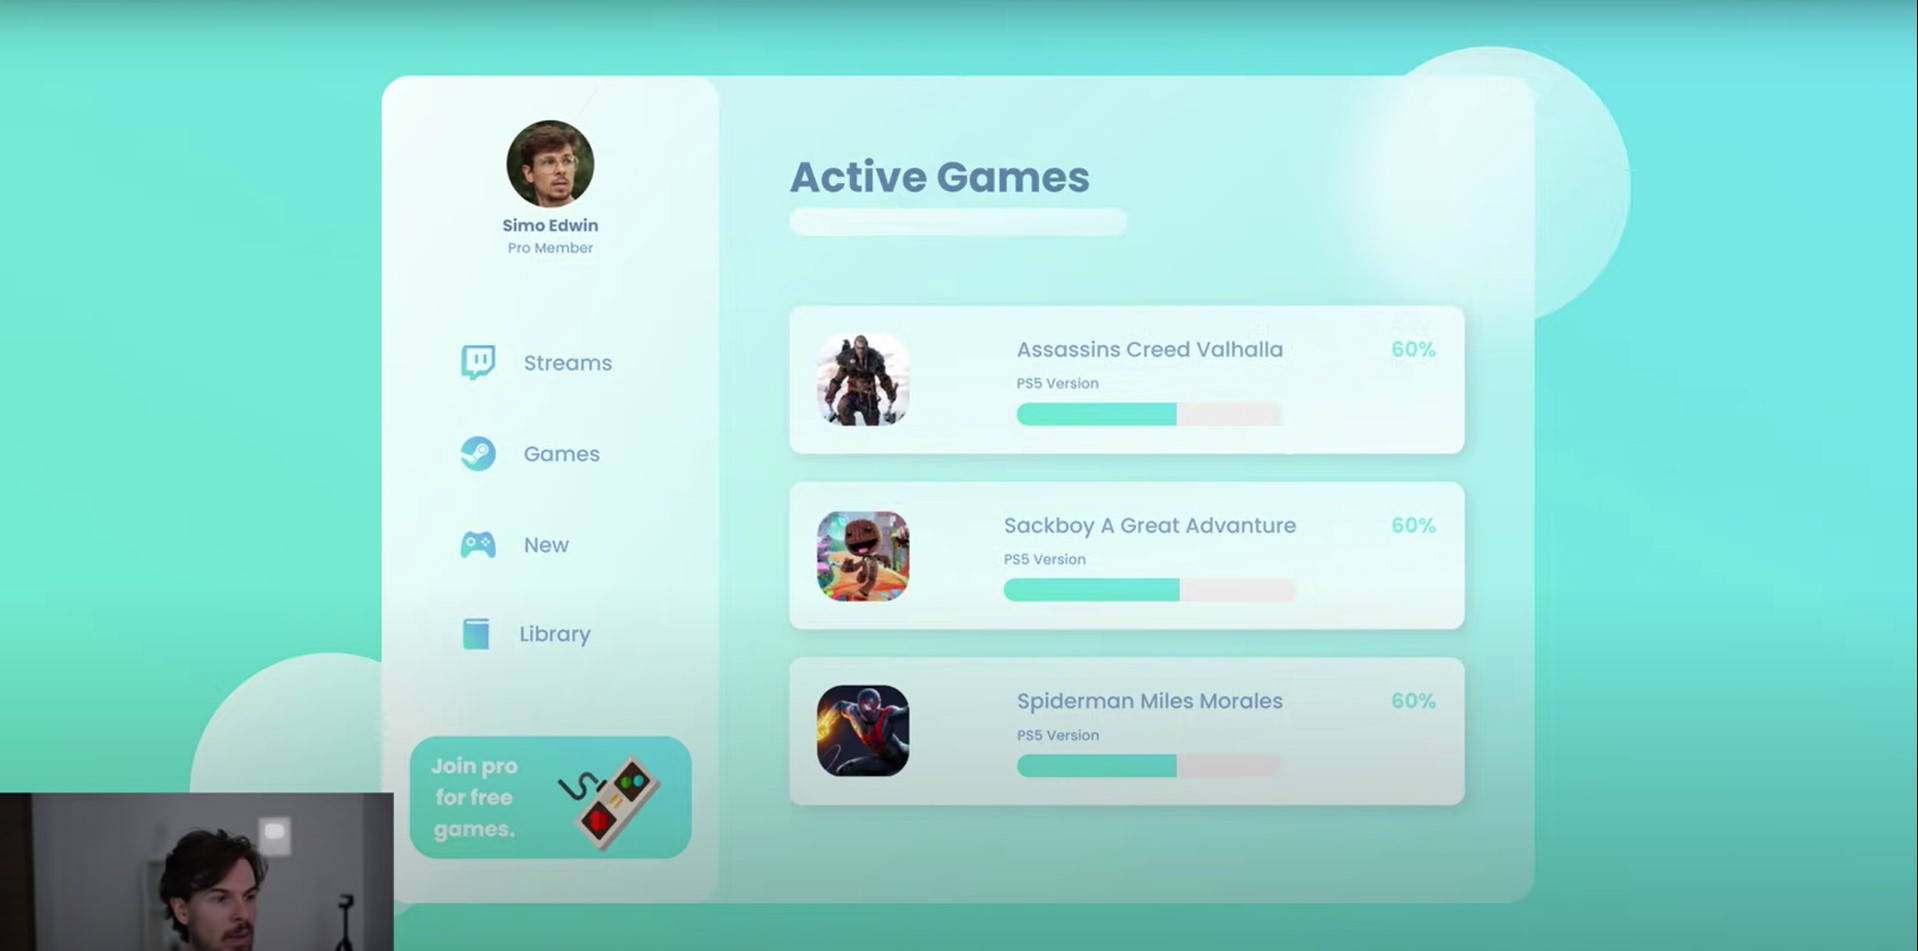 Simo Edwin
Pro Member
Streams
Games
New
Library
Join pro
for free
games.
Active Games
Assassins Creed Valhalla
60%
PS5 Version
Sackboy A Great Advanture
60%
PS5 Version
Spiderman Miles Morales
60%
PS5 Version